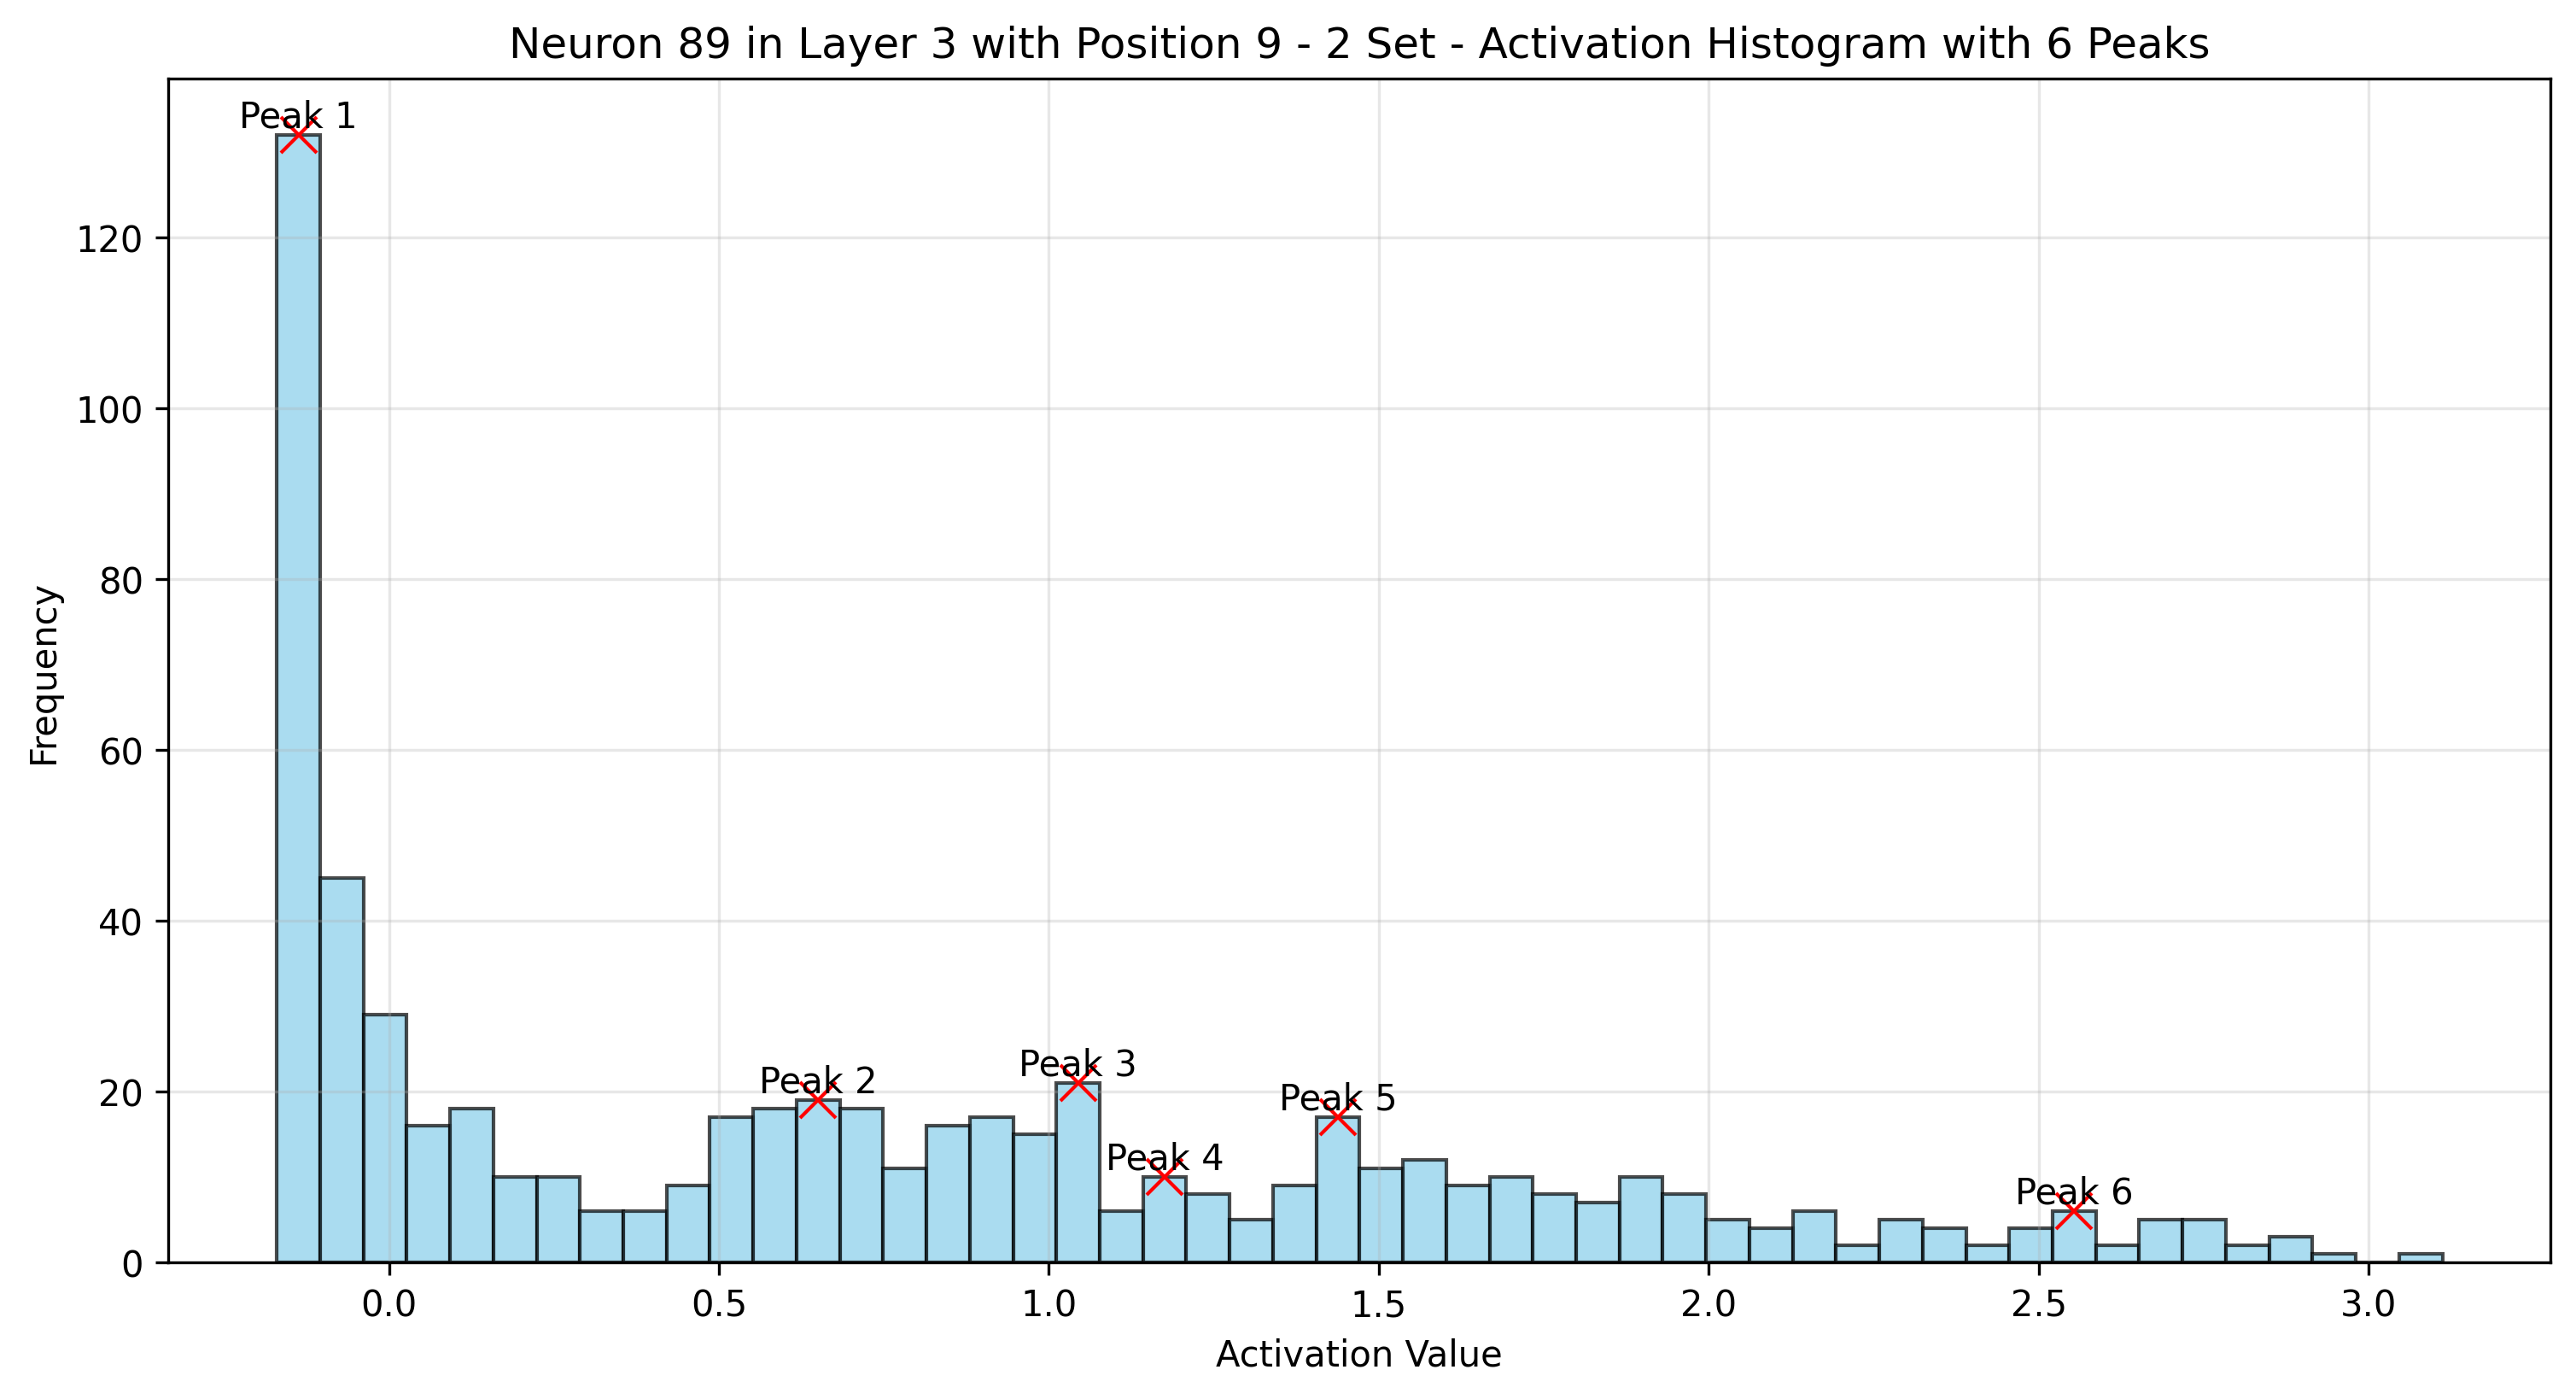 Neuron 89 in Layer 3 with Position 9 - 2 Set - Activation Histogram with 6 Peaks
Peak 1
Peak 2
Peak 3
Peak 4
Peak 5
Peak 6
Frequency
120
100
80
60
40
20
0
0.0 0.5 1.0 1.5 2.0 2.5 3.0
Activation Value